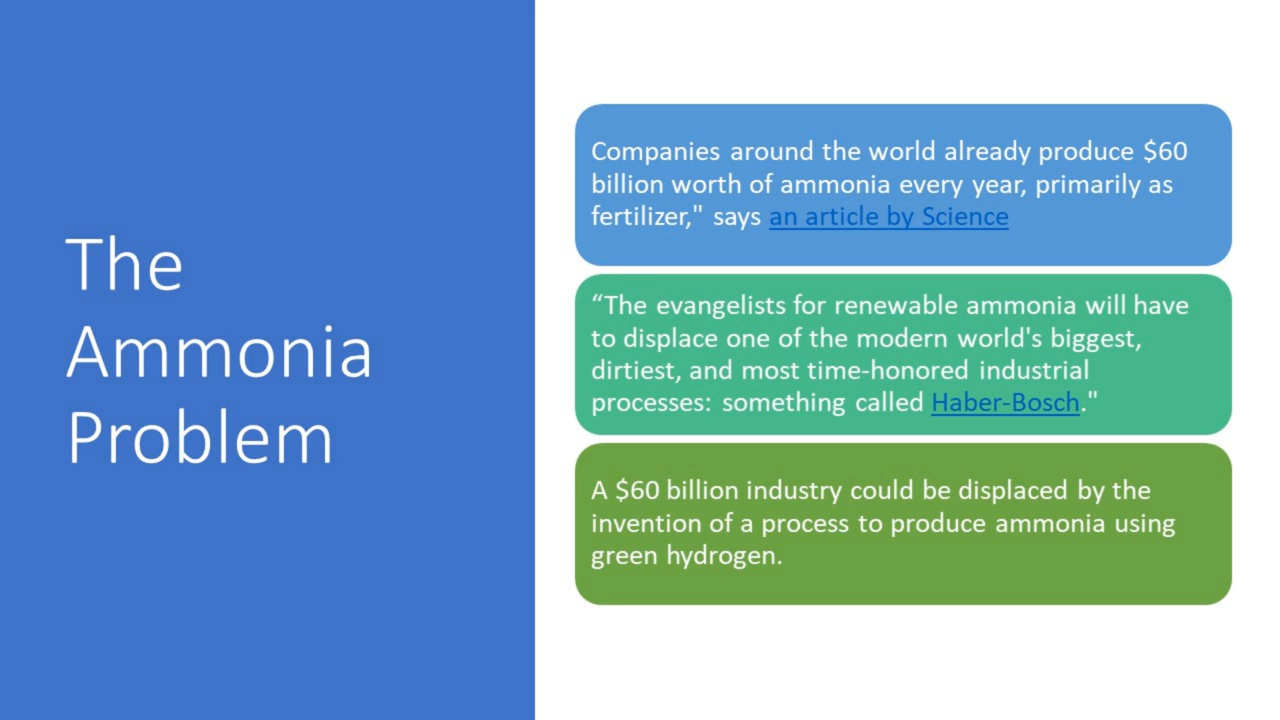 The
Ammonia
Problem
Companies around the world already produce $60
billion worth of ammonia every year, primarily as
fertilizer," says an article by Science
“The evangelists for renewable ammonia will have
to displace one of the modern world's biggest,
dirtiest, and most time-honored industrial
processes: something called Haber-Bosch."
A $60 billion industry could be displaced by the
invention of a process to produce ammonia using
green hydrogen.